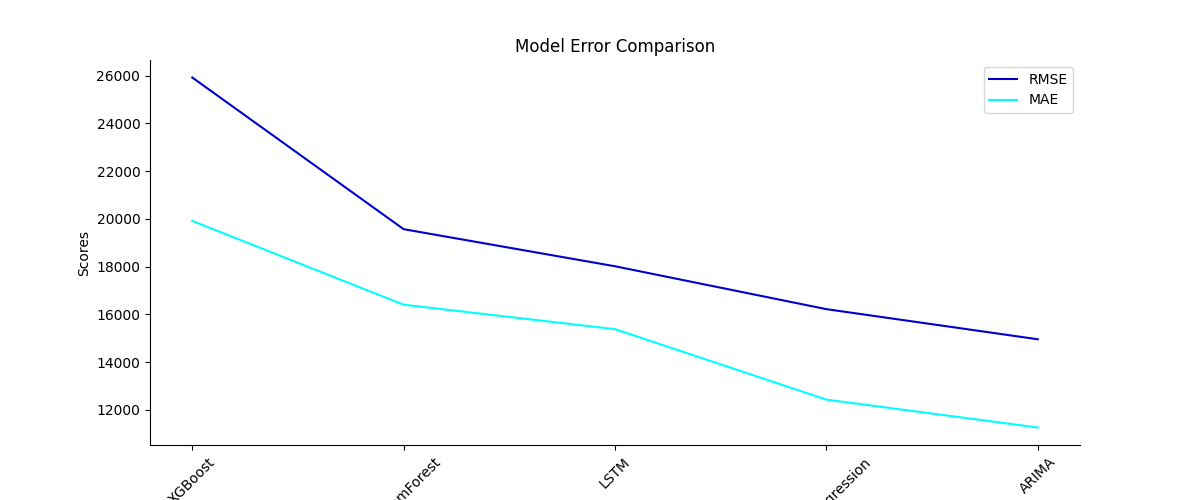 Model Error Comparison
RMSE
MAE
26000
24000
22000
20000
18000
16000
14000
12000
Scores
XGBoost
mForest
LSTM
gression
ARIMA